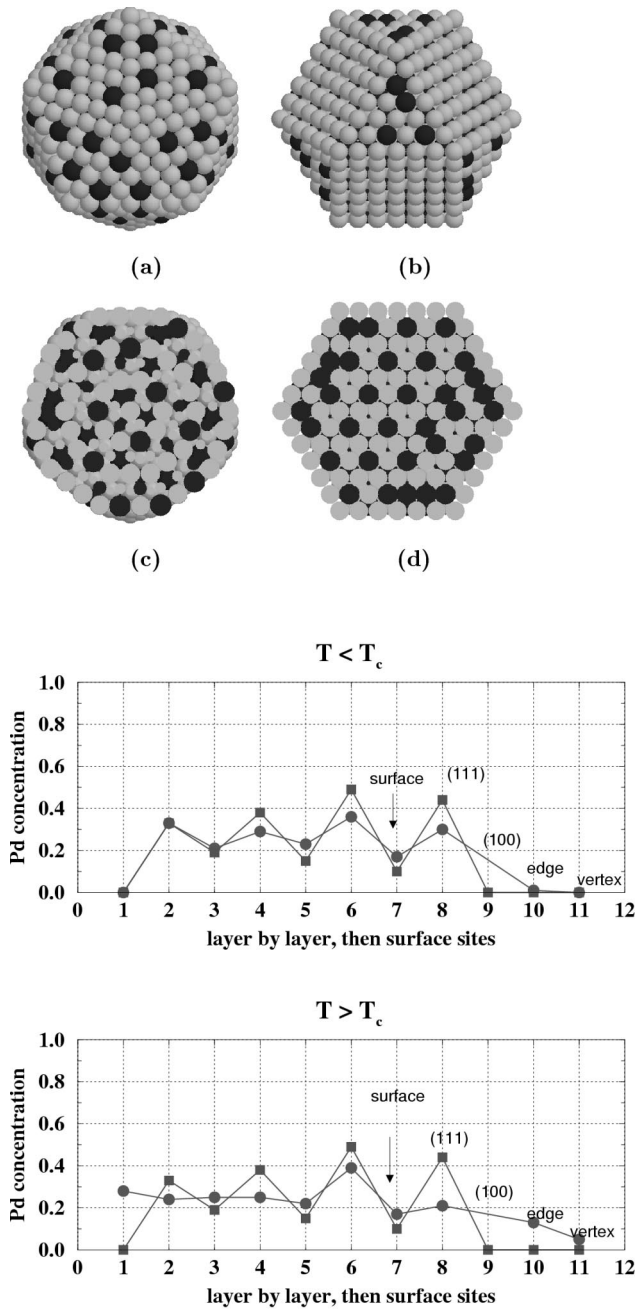 (a) (b)
(c) (d)
T < Tc
1.0
0.8
0.6
0.4
0.2
0.0
Pd concentration
surface
(111)
(100)
edge
vertex
1 2 3 4 5 6 7 8 9 10 11 12
layer by layer, then surface sites
T > Tc
1.0
0.8
0.6
0.4
0.2
0.0
Pd concentration
surface
(111)
(100)
edge
vertex
1 2 3 4 5 6 7 8 9 10 11 12
layer by layer, then surface sites